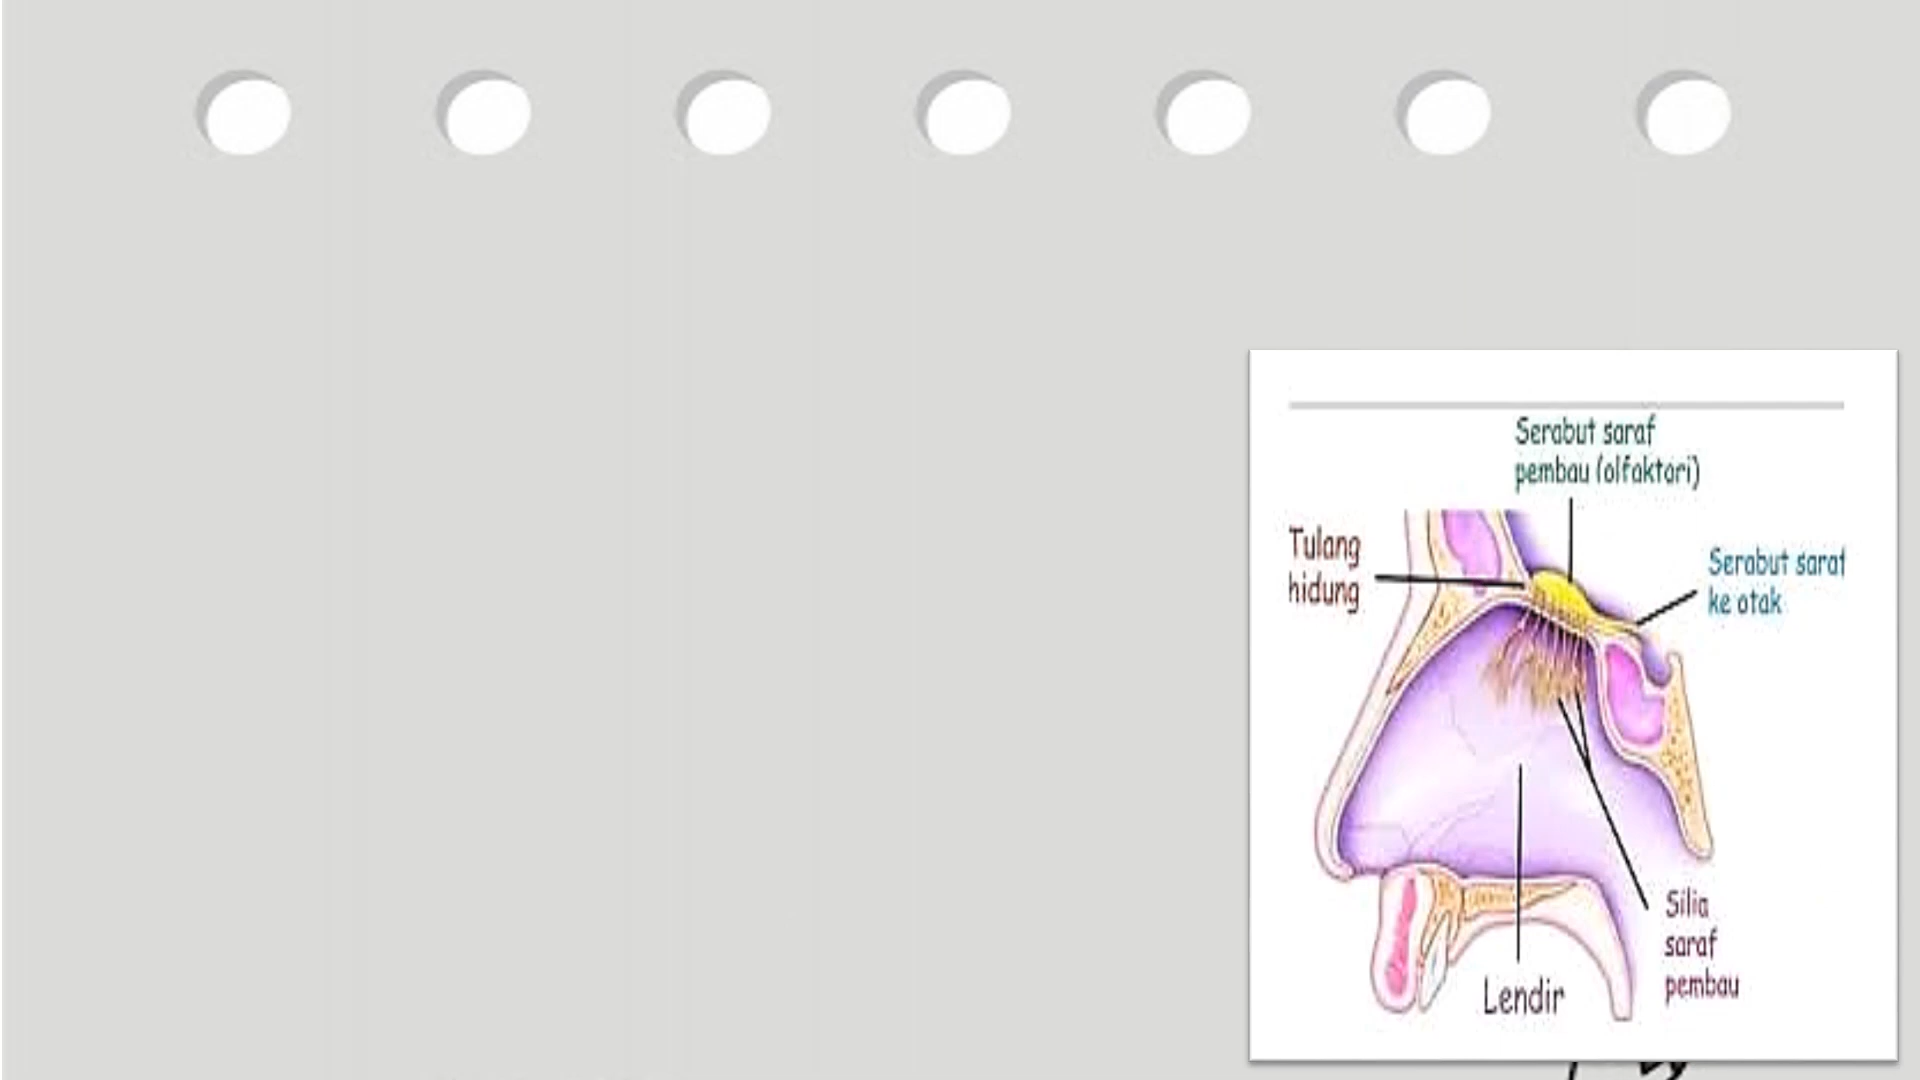 Serabut saraf
pembau (olfaktori)
Tulang
hidung
Serabut saraf
ke otak
Silia
saraf
pembau
Lendir